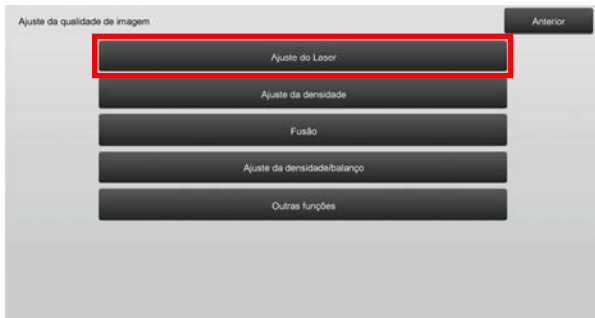 Ajuste da qualidade de imagem
Anterior
Ajuste do Laser
Ajuste da densidade
Fusão
Ajuste da densidade/balanço
Outras funções